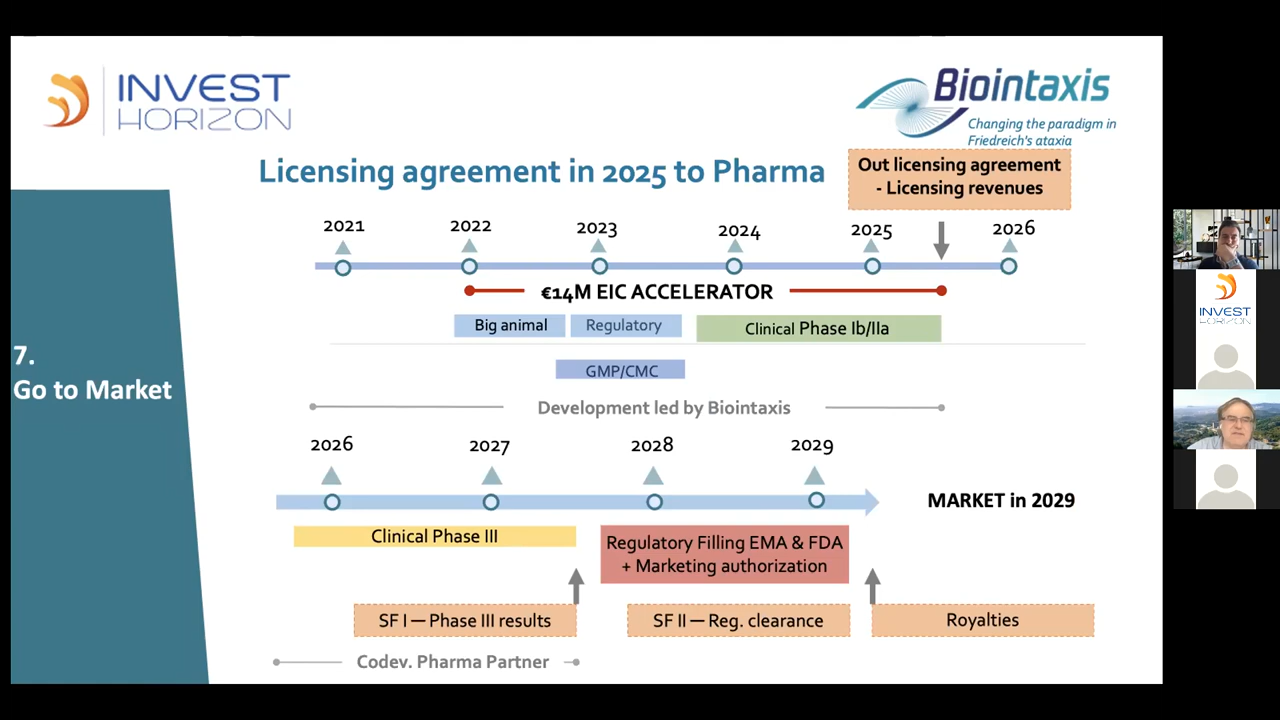 INVEST
HORIZON
Biointaxis
Changing the paradigm in
Friedreich's ataxia
Licensing agreement in 2025 to Pharma
Out licensing agreement
- Licensing revenues
2021
2022
2023
2024
2025
2026
€14M EIC ACCELERATOR
Big animal
Regulatory
Clinical Phase Ib/IIa
GMP/CMC
7.
Go to Market
Development led by Biointaxis
2026
2027
2028
2029
MARKET in 2029
Clinical Phase III
Regulatory Filling EMA & FDA
+ Marketing authorization
SF I — Phase III results
SF II — Reg. clearance
Royalties
Codev. Pharma Partner
INVEST
HORIZON